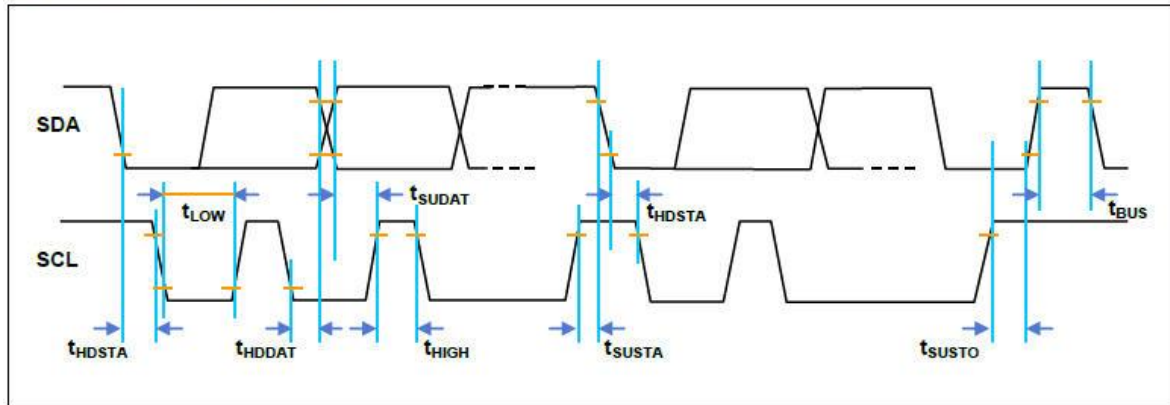 SDA
tSUDAT
tLOW
tHDSTA
tBUS
SCL
tHDSTA
tHDDAT
tHIGH
tSUSTA
tSUSTO